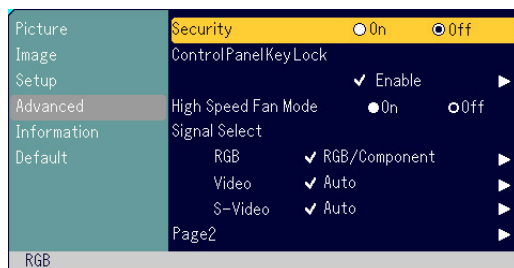 Picture
Image
Setup
Advanced
Information
Default
Security On Off
ControlPanelKeyLock
Enable
High Speed Fan Mode On Off
Signal Select
RGB RGB/Component
Video Auto
S-Video Auto
Page2
RGB